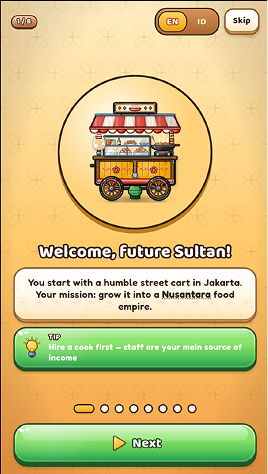 1/8
EN
ID
Skip
Welcome, future Sultan!
You start with a humble street cart in Jakarta.
Your mission: grow it into a Nusantara food
empire.
TIP
Hire a cook first — staff are your main source of
income
Next